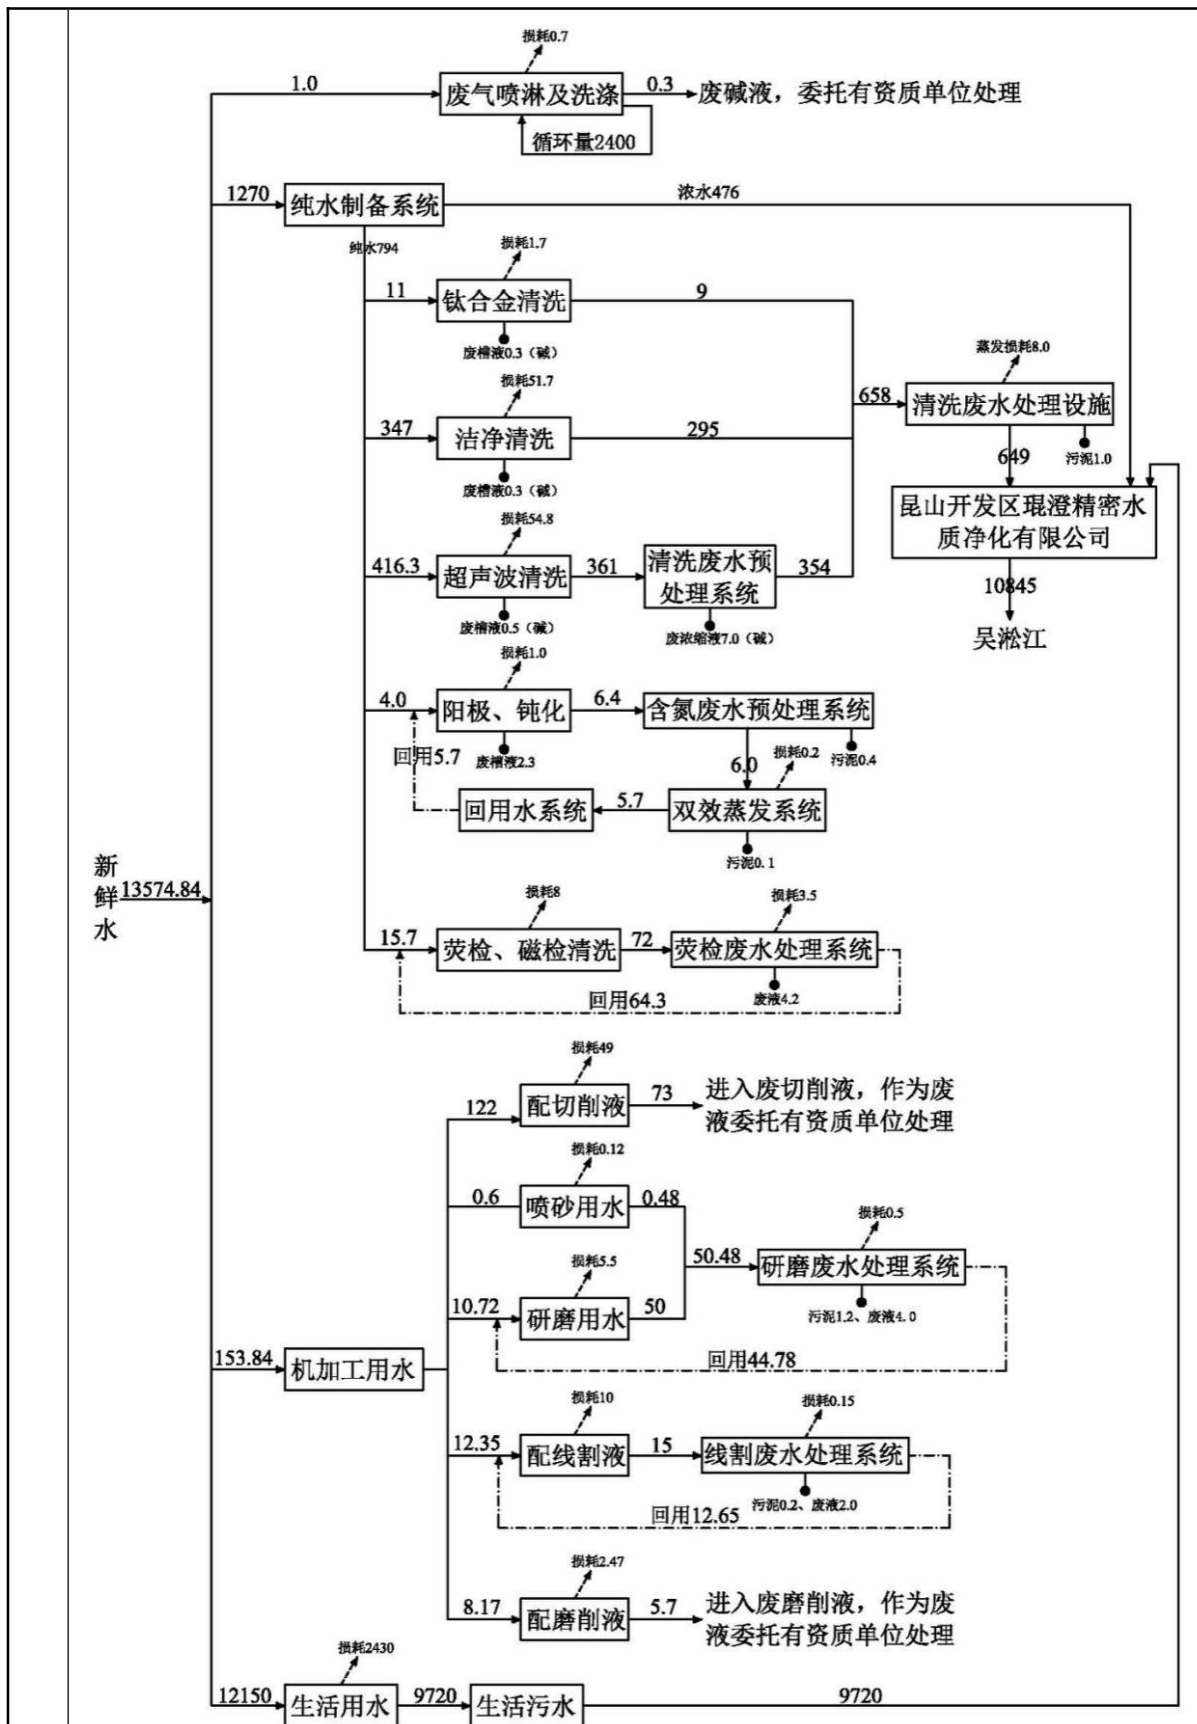 损耗0.7
1.0
废气喷淋及洗涤
0.3
废碱液，委托有资质单位处理
循环量2400
1270
纯水制备系统
浓水476
纯水794
损耗1.7
11
钛合金清洗
9
废槽液0.3（碱）
损耗51.7
347
洁净清洗
295
废槽液0.3（碱）
损耗54.8
416.3
超声波清洗
361
清洗废水预
处理系统
354
废槽液0.5（碱）
废浓缩液7.0（碱）
658
蒸发损耗8.0
清洗废水处理设施
649
污泥1.0
昆山开发区琨澄精密水
质净化有限公司
10845
吴淞江
损耗1.0
4.0
阳极、钝化
6.4
含氮废水预处理系统
回用5.7
废槽液2.3
6.0
损耗0.2
污泥0.4
回用水系统
5.7
双效蒸发系统
污泥0.1
新
鲜
水
13574.84
损耗8
损耗3.5
15.7
荧检、磁检清洗
72
荧检废水处理系统
回用64.3
废液4.2
损耗49
122
配切削液
73
进入废切削液，作为废
液委托有资质单位处理
损耗0.12
0.6
喷砂用水
0.48
损耗0.5
50.48
研磨废水处理系统
损耗5.5
10.72
研磨用水
50
污泥1.2、废液4.0
回用44.78
153.84
机加工用水
损耗10
损耗0.15
12.35
配线割液
15
线割废水处理系统
污泥0.2、废液2.0
回用12.65
损耗2.47
8.17
配磨削液
5.7
进入废磨削液，作为废
液委托有资质单位处理
损耗2430
12150
生活用水
9720
生活污水
9720